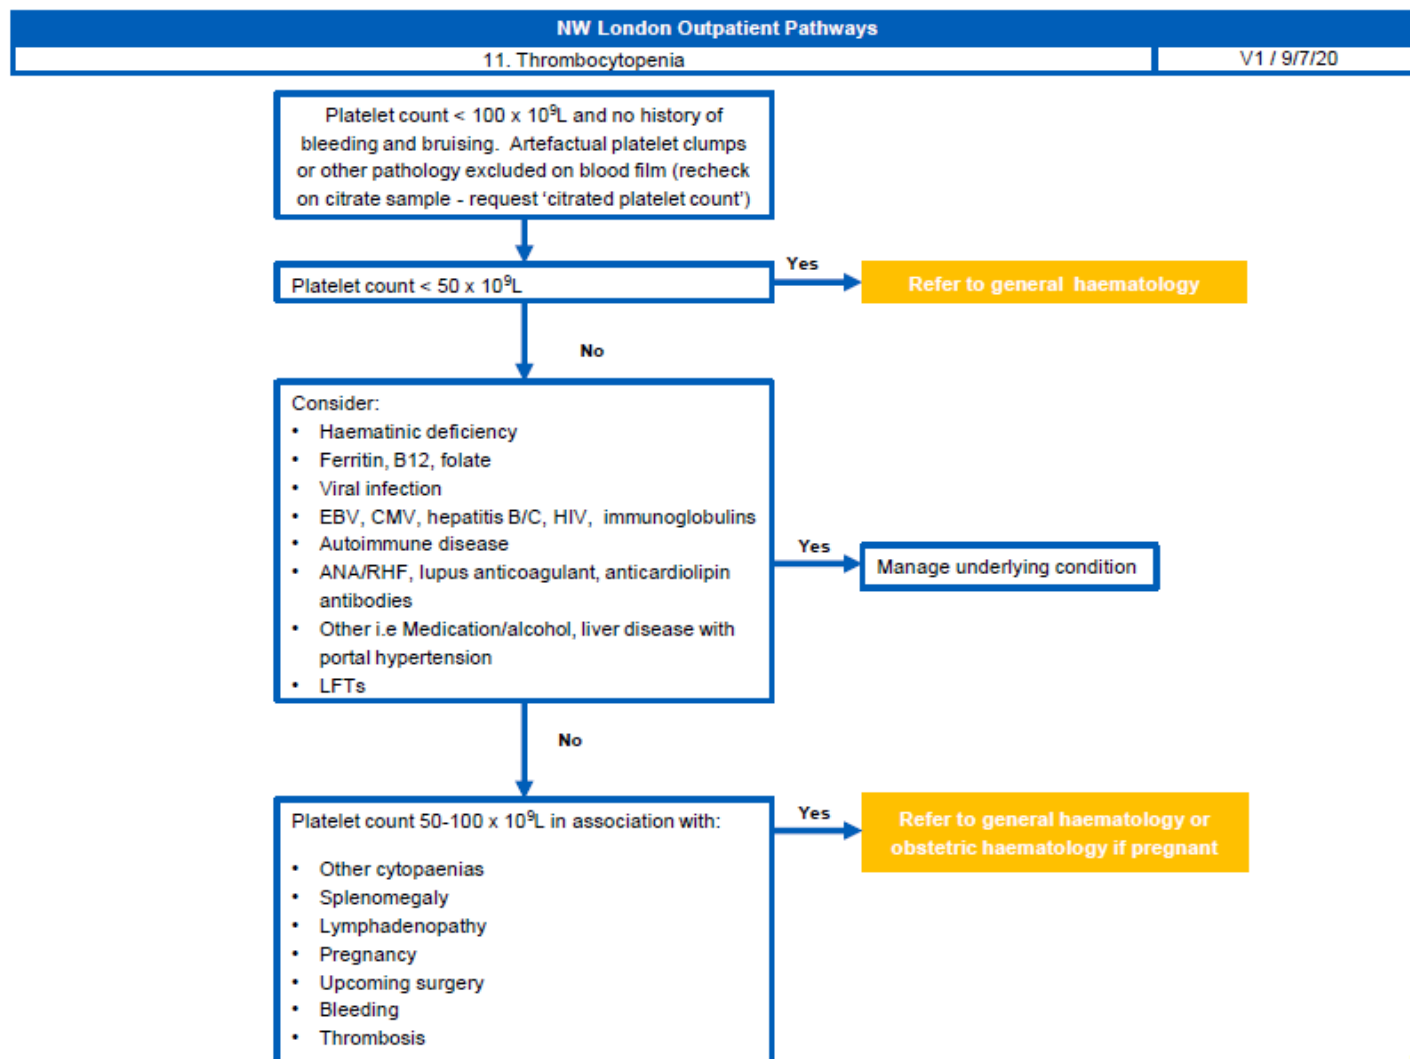 NW London Outpatient Pathways
11. Thrombocytopenia
V1 / 9/7/20
Platelet count < 100 x 10⁹L and no history of
bleeding and bruising. Artefactual platelet clumps
or other pathology excluded on blood film (recheck
on citrate sample - request ‘citrated platelet count’)
Platelet count < 50 x 10⁹L
Yes
Refer to general haematology
No
Consider:
• Haematinic deficiency
• Ferritin, B12, folate
• Viral infection
• EBV, CMV, hepatitis B/C, HIV, immunoglobulins
• Autoimmune disease
• ANA/RHF, lupus anticoagulant, anticardiolipin
antibodies
• Other i.e Medication/alcohol, liver disease with
portal hypertension
• LFTs
Yes
Manage underlying condition
No
Platelet count 50-100 x 10⁹L in association with:
• Other cytopaenias
• Splenomegaly
• Lymphadenopathy
• Pregnancy
• Upcoming surgery
• Bleeding
• Thrombosis
Yes
Refer to general haematology or
obstetric haematology if pregnant